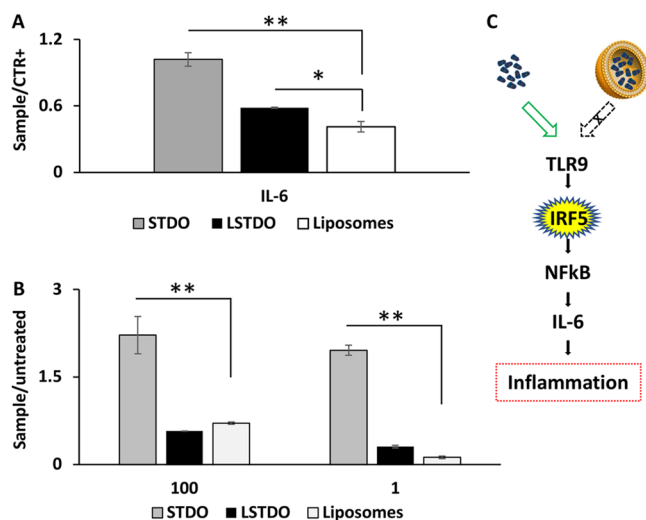 A
Sample/CTR+
1.2
0.6
0
**
*
IL-6
STDO LSTDO Liposomes
B
Sample/untreated
3
1.5
0
**
**
100 1
STDO LSTDO Liposomes
C
TLR9
IRF5
NFkB
IL-6
Inflammation